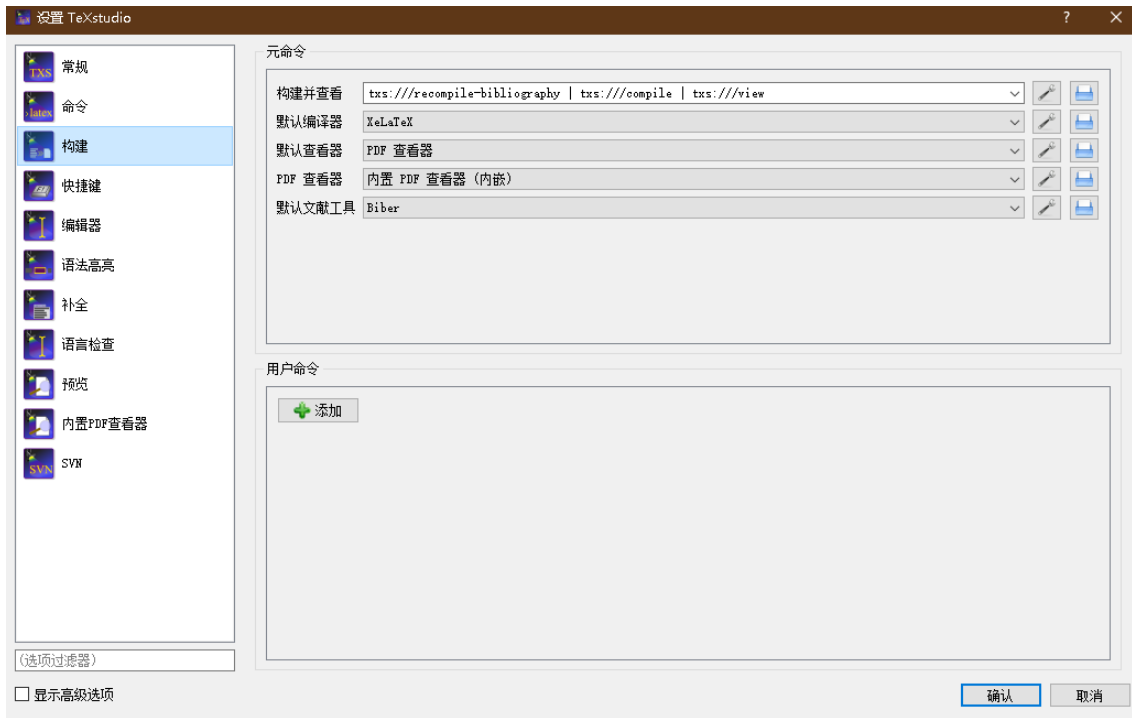 设置 TeXstudio
?
×
TXS 常规
>latex 命令
构建
快捷键
编辑器
语法高亮
补全
语言检查
预览
内置PDF查看器
SVN SVN
(选项过滤器)
显示高级选项
元命令
构建并查看 txs:///recompile-bibliography | txs:///compile | txs:///view
默认编译器 XeLaTeX
默认查看器 PDF 查看器
PDF 查看器 内置 PDF 查看器 (内嵌)
默认文献工具 Biber
用户命令
添加
确认 取消